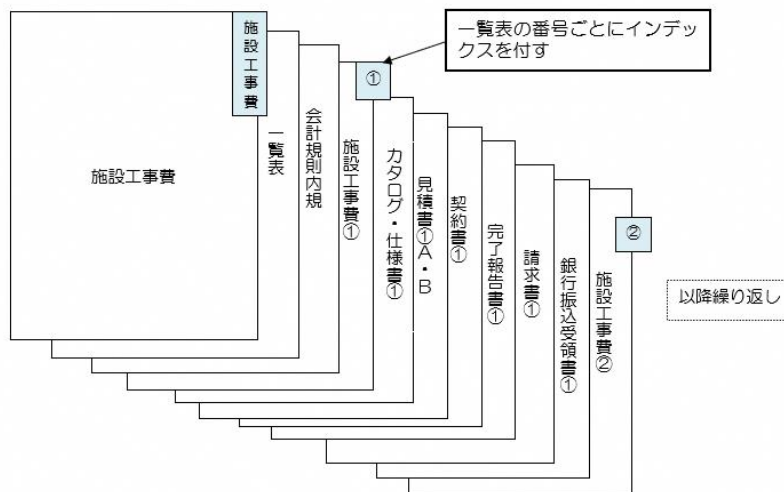 施設工事費
施設工事費
一覧表
会計規則内規
施設工事費①
①
一覧表の番号ごとにインデッ
クスを付す
カタログ・仕様書①
見積書①A・B
契約書①
完了報告書①
請求書①
銀行振込受領書①
施設工事費②
②
以降繰り返し